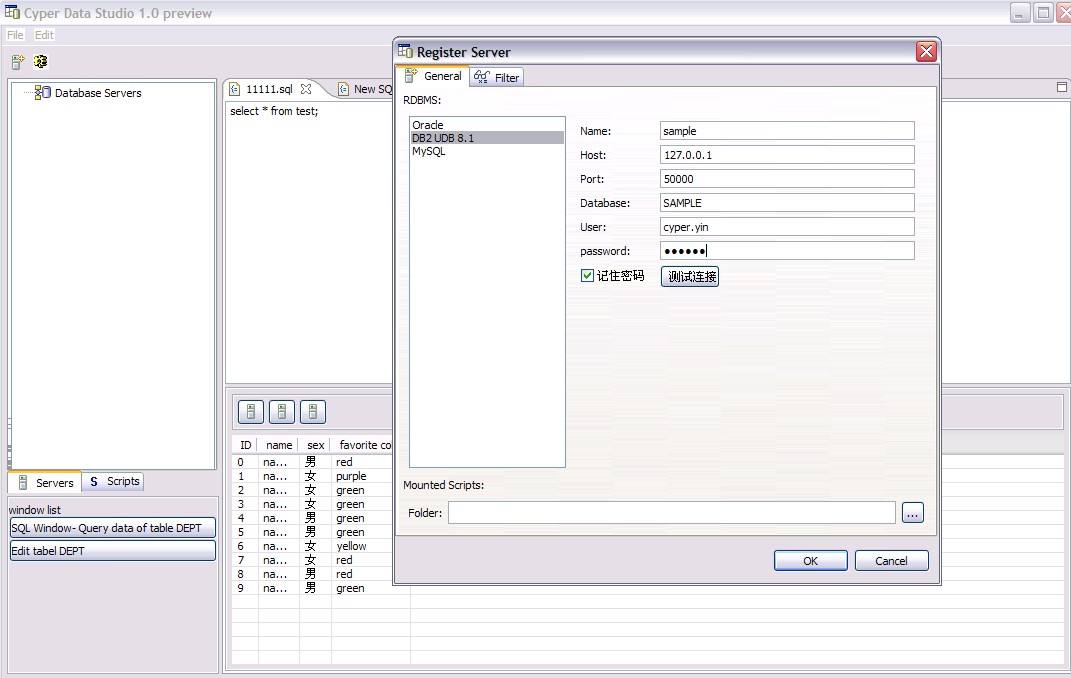 Cyper Data Studio 1.0 preview
File Edit
Database Servers
Servers Scripts
window list
SQL Window- Query data of table DEPT
Edit tabel DEPT
11111.sql New SQ
select * from test;
ID name sex favorite co
0 na... 男 red
1 na... 女 purple
2 na... 女 green
3 na... 女 green
4 na... 男 green
5 na... 男 green
6 na... 女 yellow
7 na... 女 red
8 na... 男 red
9 na... 男 green
Register Server
General Filter
RDBMS:
Oracle
DB2 UDB 8.1
MySQL
Name: sample
Host: 127.0.0.1
Port: 50000
Database: SAMPLE
User: cyper.yin
password: ●●●●●●
记住密码 测试连接
Mounted Scripts:
Folder: ...
OK Cancel